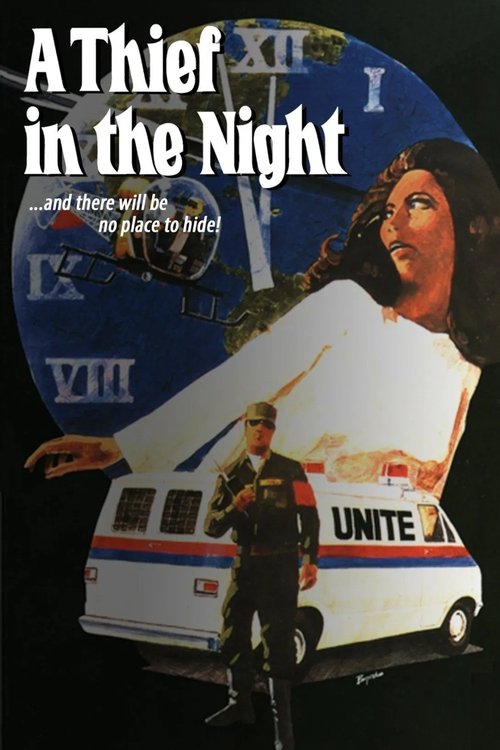 A Thief
in the Night
...and there will be
no place to hide!
XII
I
IX
VIII
UNITE